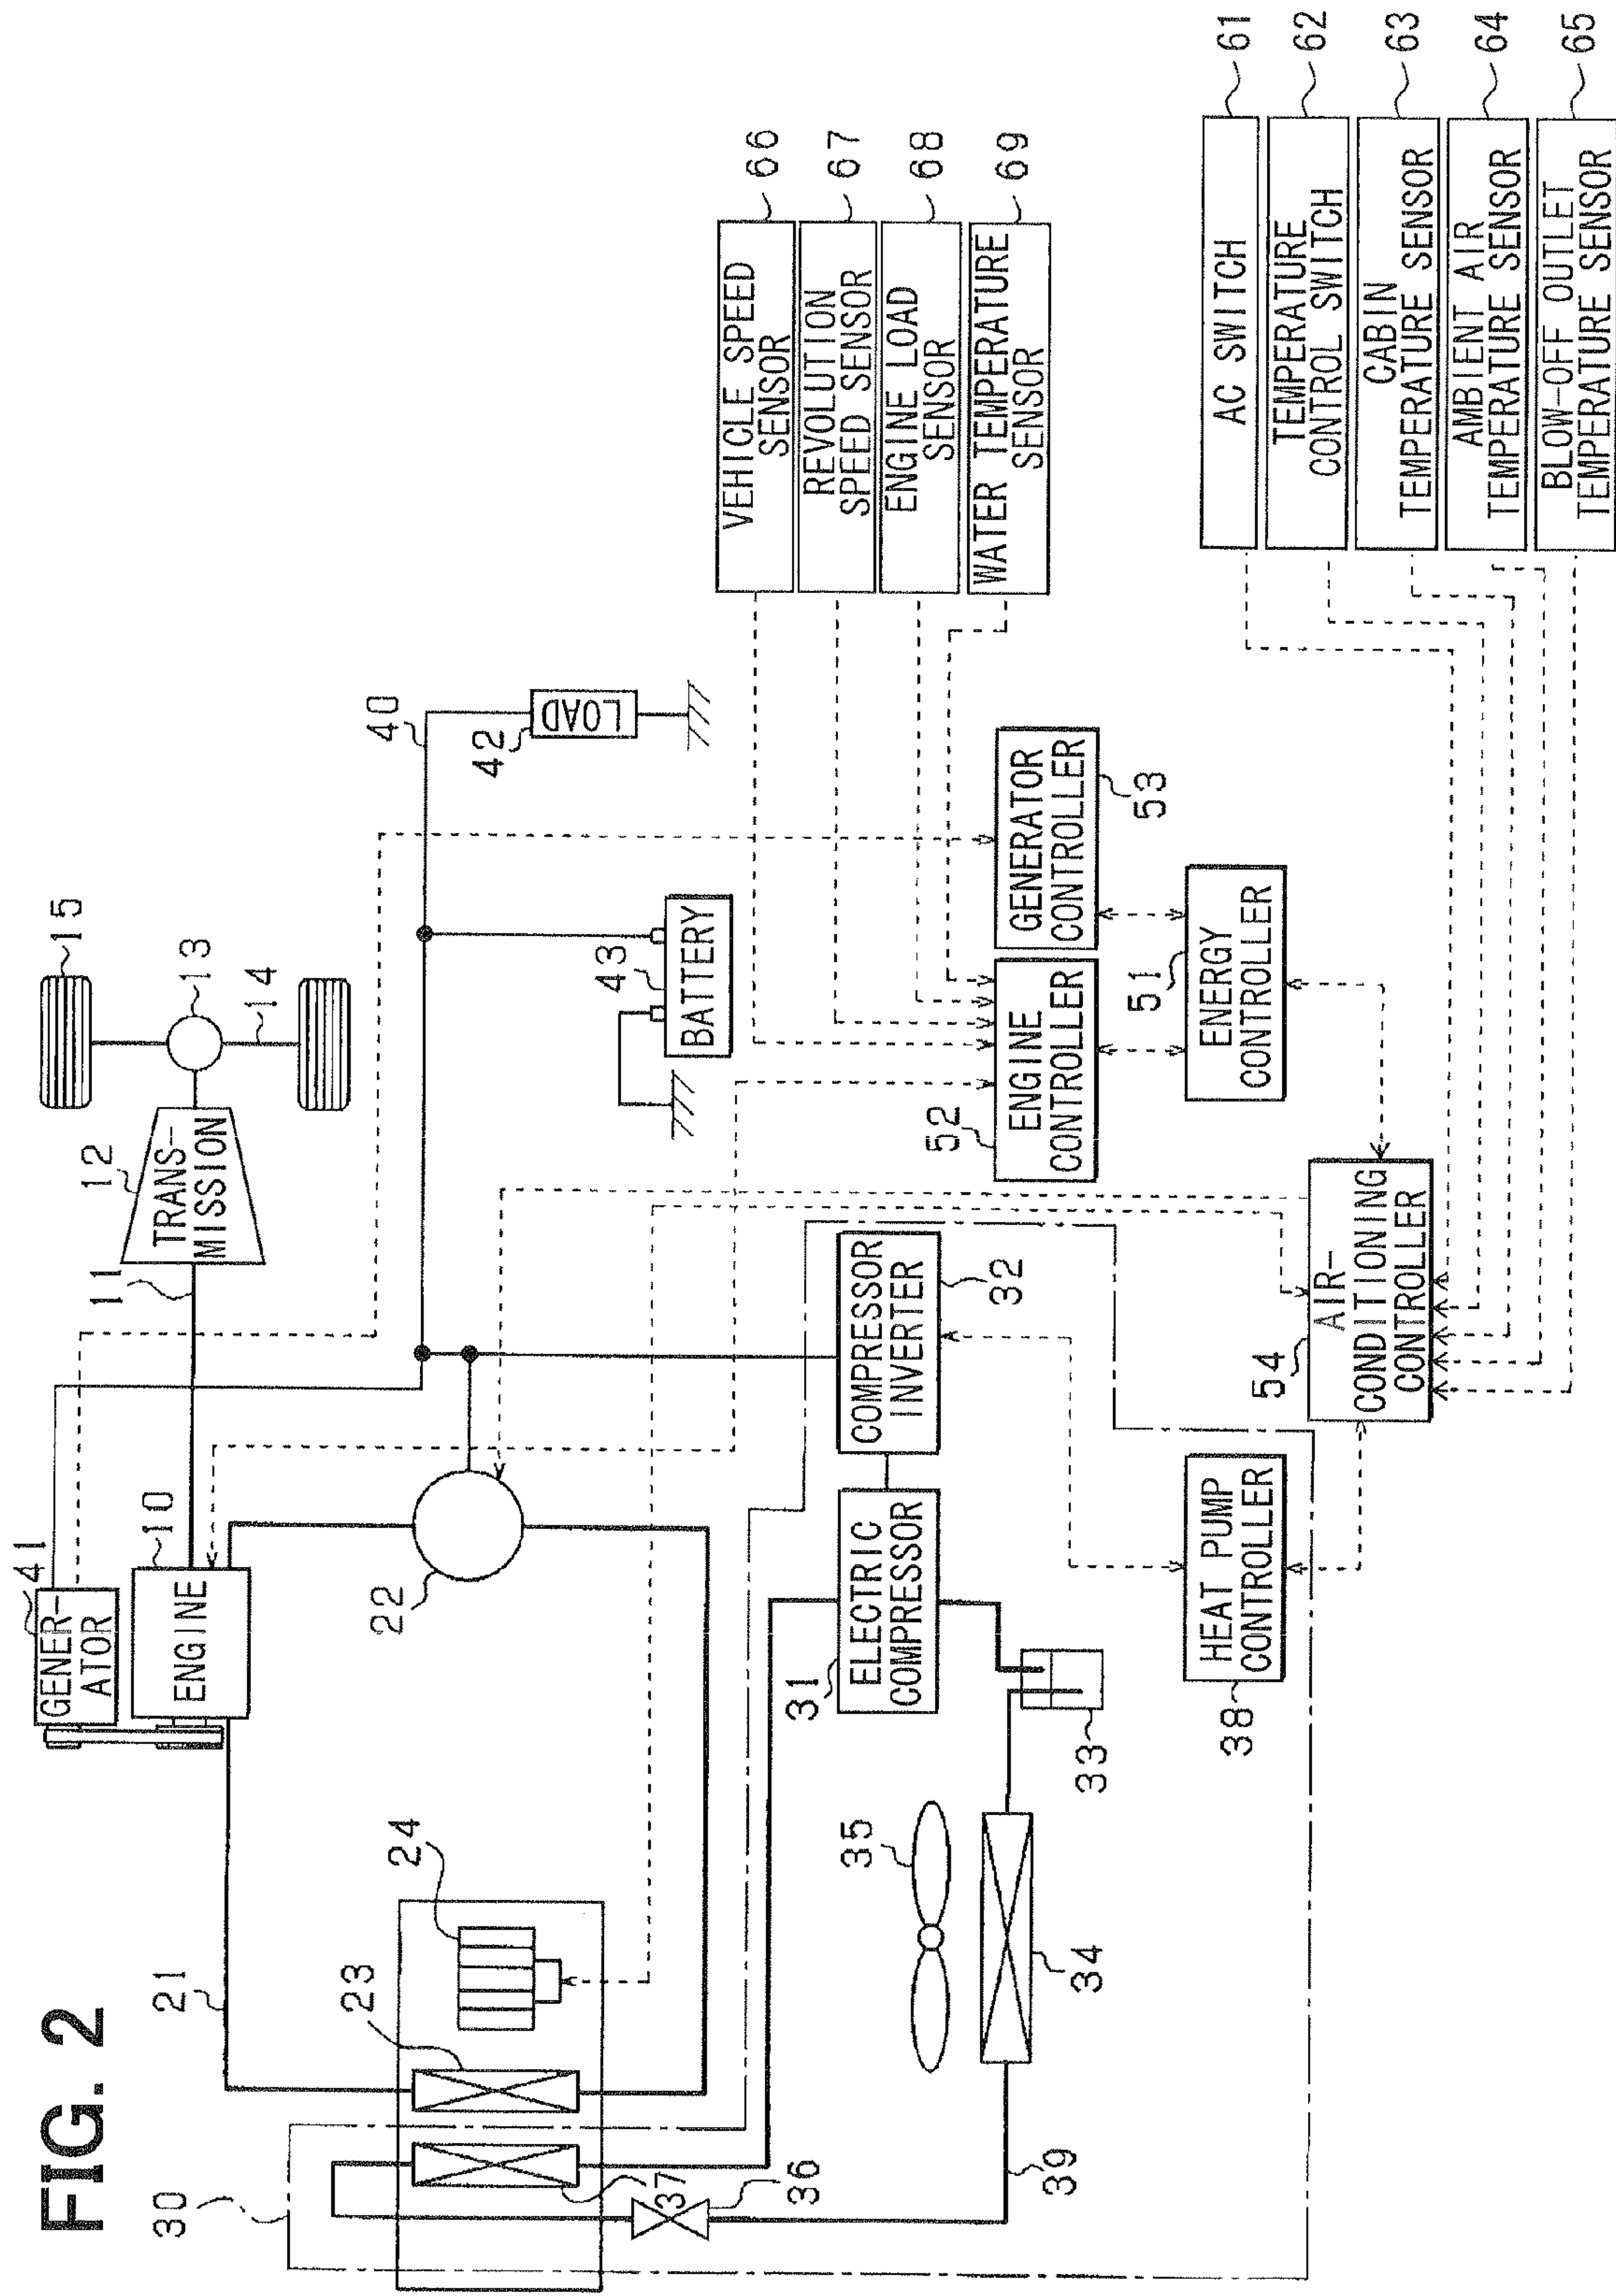 FIG. 2
41
GENER-
ATOR
10
ENGINE
11
12
TRANS-
MISSION
13
14
15
21
22
23
24
30
37
36
39
34
35
33
31
ELECTRIC
COMPRESSOR
COMPRESSOR
INVERTER
32
38
HEAT PUMP
CONTROLLER
40
42
LOAD
43
BATTERY
52
ENGINE
CONTROLLER
GENERATOR
CONTROLLER
53
51
ENERGY
CONTROLLER
54
AIR-
CONDITIONING
CONTROLLER
VEHICLE SPEED
SENSOR
66
REVOLUTION
SPEED SENSOR
67
ENGINE LOAD
SENSOR
68
WATER TEMPERATURE
SENSOR
69
AC SWITCH
61
TEMPERATURE
CONTROL SWITCH
62
CABIN
TEMPERATURE SENSOR
63
AMBIENT AIR
TEMPERATURE SENSOR
64
BLOW-OFF OUTLET
TEMPERATURE SENSOR
65